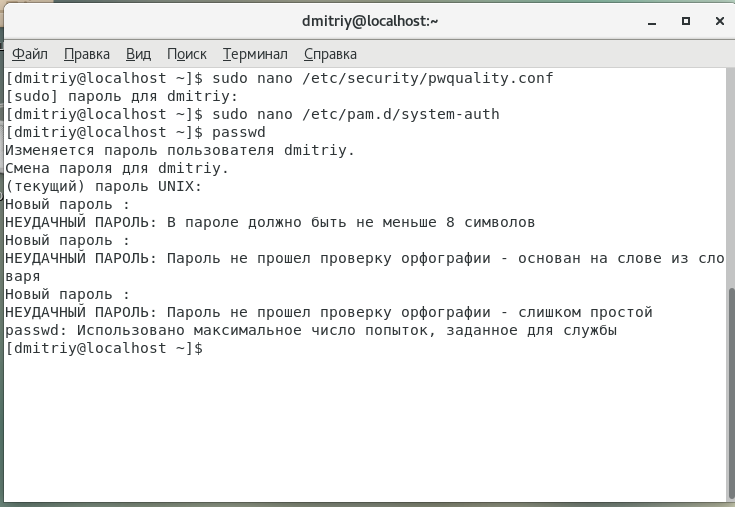 dmitriy@localhost:~
Файл Правка Вид Поиск Терминал Справка
[dmitriy@localhost ~]$ sudo nano /etc/security/pwquality.conf
[sudo] пароль для dmitriy:
[dmitriy@localhost ~]$ sudo nano /etc/pam.d/system-auth
[dmitriy@localhost ~]$ passwd
Изменяется пароль пользователя dmitriy.
Смена пароля для dmitriy.
(текущий) пароль UNIX:
Новый пароль :
НЕУДАЧНЫЙ ПАРОЛЬ: В пароле должно быть не меньше 8 символов
Новый пароль :
НЕУДАЧНЫЙ ПАРОЛЬ: Пароль не прошел проверку орфографии - основан на слове из сло
варя
Новый пароль :
НЕУДАЧНЫЙ ПАРОЛЬ: Пароль не прошел проверку орфографии - слишком простой
passwd: Использовано максимальное число попыток, заданное для службы
[dmitriy@localhost ~]$